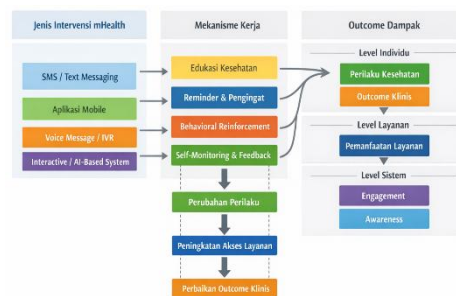 Jenis Intervensi mHealth
SMS / Text Messaging
Aplikasi Mobile
Voice Message / IVR
Interactive / AI-Based System
Mekanisme Kerja
Edukasi Kesehatan
Reminder & Pengingat
Behavioral Reinforcement
Self-Monitoring & Feedback
Perubahan Perilaku
Peningkatan Akses Layanan
Perbaikan Outcome Klinis
Outcome Dampak
Level Individu
Perilaku Kesehatan
Outcome Klinis
Level Layanan
Pemanfaatan Layanan
Level Sistem
Engagement
Awareness